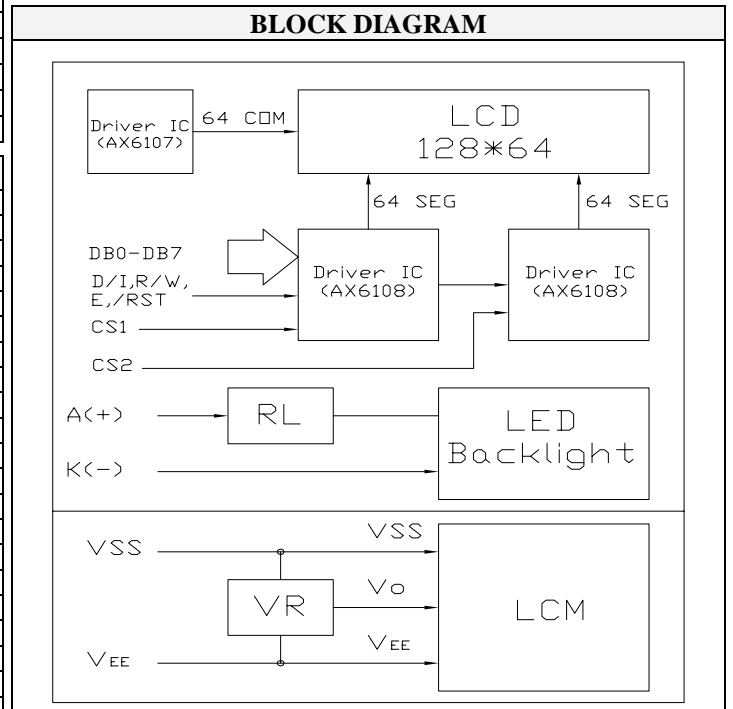 BLOCK DIAGRAM
Driver IC
(AX6107)
64 COM
LCD
128*64
64 SEG
64 SEG
DB0-DB7
D/I,R/W,
E,/RST
CS1
CS2
Driver IC
(AX6108)
Driver IC
(AX6108)
A(+)
RL
LED
Backlight
K(-)
VSS
VSS
VR
Vo
LCM
VEE
VEE